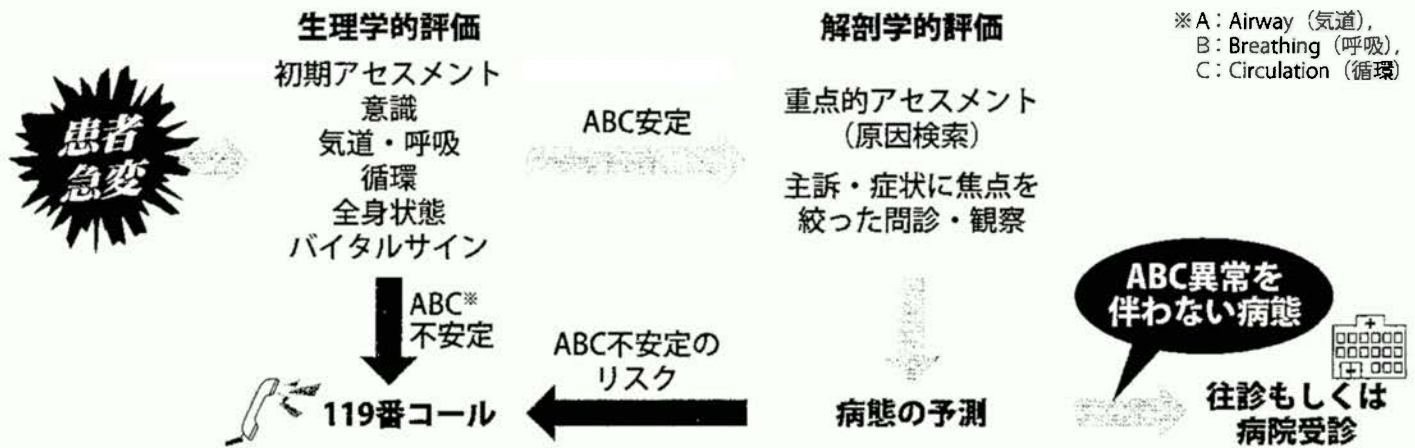 患者
急変
生理学的評価
初期アセスメント
意識
気道・呼吸
循環
全身状態
バイタルサイン
ABC安定
解剖学的評価
重点的アセスメント
（原因検索）
主訴・症状に焦点を
絞った問診・観察
※A：Airway（気道），
B：Breathing（呼吸），
C：Circulation（循環）
ABC※
不安定
119番コール
ABC不安定の
リスク
病態の予測
ABC異常を
伴わない病態
往診もしくは
病院受診